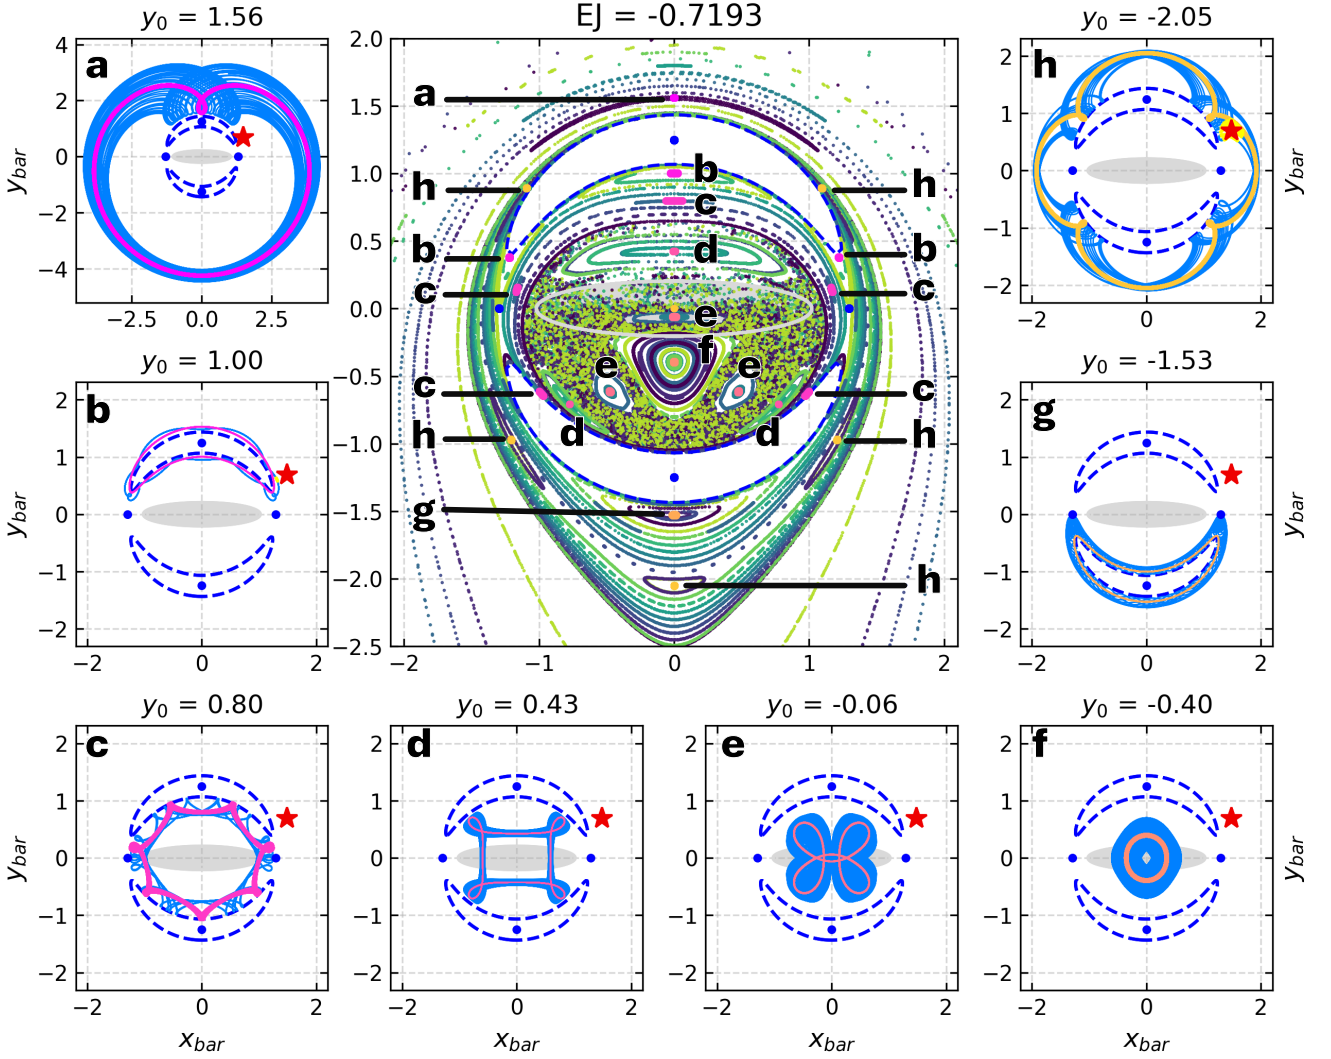 y0 = 1.56
a
4
2
0
−2
−4
−2.5
0.0
2.5
ybar
EJ = -0.7193
2.0
1.5
1.0
0.5
0.0
−0.5
−1.0
−1.5
−2.0
−2.5
−2
−1
0
1
2
a
b
h
h
c
b
d
b
c
c
e
f
e
e
c
c
h
d
d
h
g
h
y0 = -2.05
h
2
1
0
−1
−2
−2
0
2
ybar
y0 = 1.00
b
2
1
0
−1
−2
−2
0
2
ybar
y0 = -1.53
g
2
1
0
−1
−2
−2
0
2
ybar
y0 = 0.80
c
2
1
0
−1
−2
−2
0
2
ybar
xbar
y0 = 0.43
d
2
1
0
−1
−2
−2
0
2
xbar
y0 = -0.06
e
2
1
0
−1
−2
−2
0
2
xbar
y0 = -0.40
f
2
1
0
−1
−2
−2
0
2
xbar
ybar